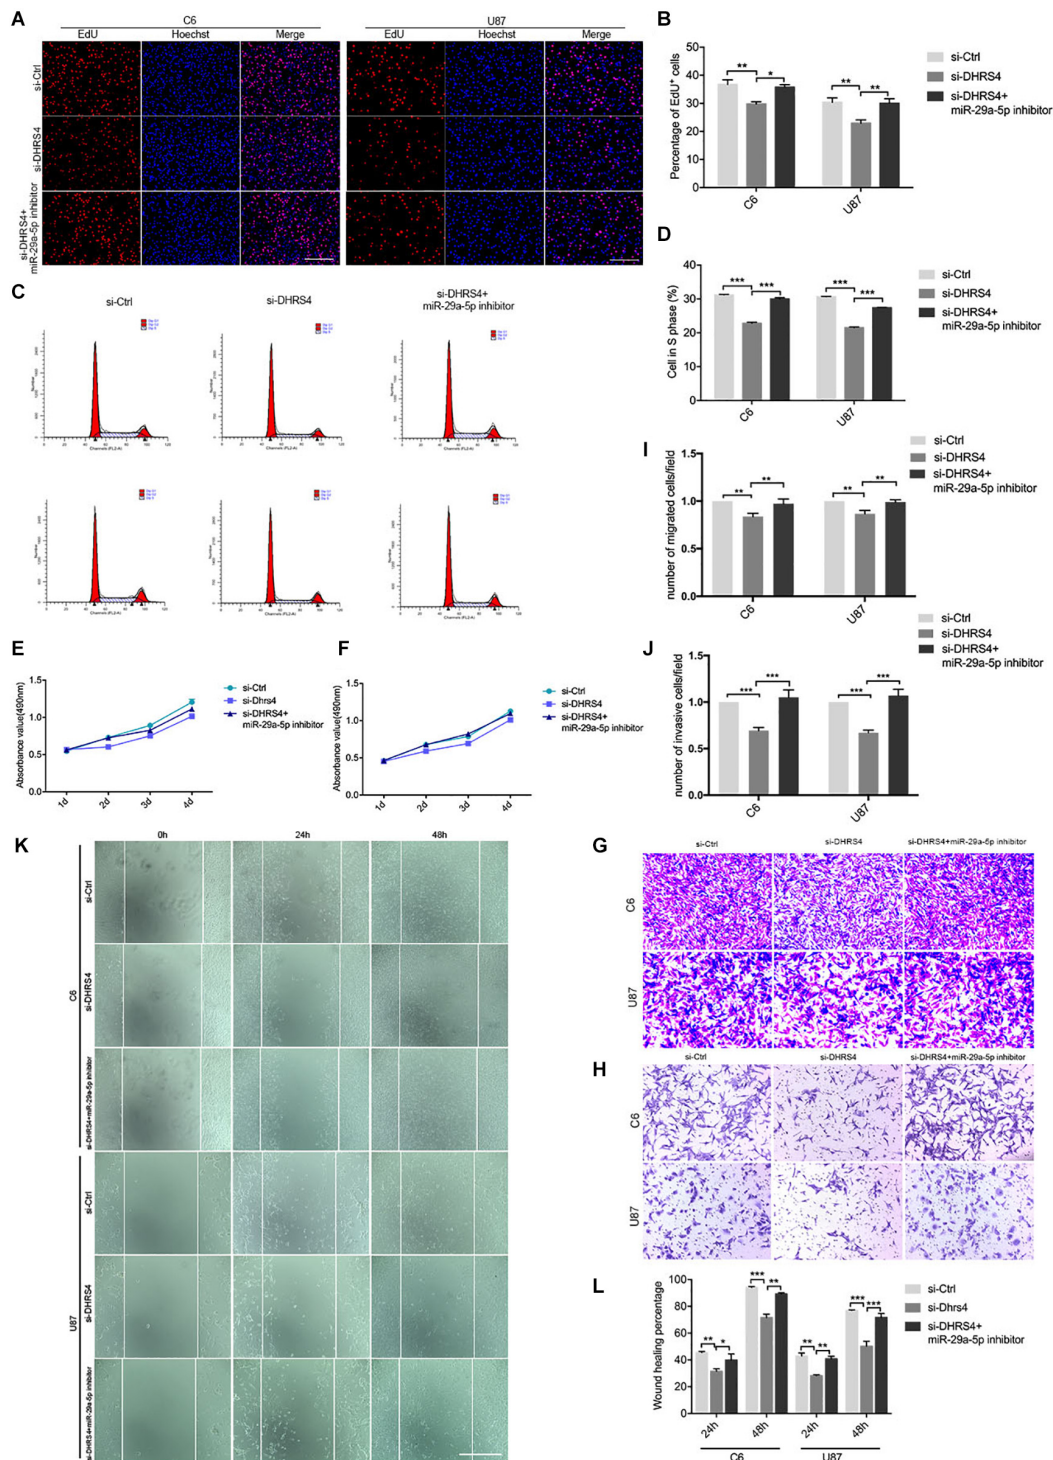 A
C6
U87
EdU
Hoechst
Merge
EdU
Hoechst
Merge
si-Ctrl
si-DHRS4
si-DHRS4+
miR-29a-5p inhibitor
B
Percentage of EdU+ cells
50
40
30
20
10
0
** * ** **
C6
U87
si-Ctrl
si-DHRS4
si-DHRS4+
miR-29a-5p inhibitor
C
si-Ctrl
si-DHRS4
si-DHRS4+
miR-29a-5p inhibitor
Number
Channels (FL2-A)
D
Cell in S phase (%)
40
30
20
10
0
*** *** *** ***
C6
U87
si-Ctrl
si-DHRS4
si-DHRS4+
miR-29a-5p inhibitor
I
number of migrated cells/field
1.5
1.0
0.5
0.0
** ** ** **
C6
U87
si-Ctrl
si-DHRS4
si-DHRS4+
miR-29a-5p inhibitor
E
Absorbance value(490nm)
1.5
1.0
0.5
0.0
1d 2d 3d 4d
si-Ctrl
si-Dhrs4
si-DHRS4+
miR-29a-5p inhibitor
F
Absorbance value(490nm)
1.5
1.0
0.5
0.0
1d 2d 3d 4d
si-Ctrl
si-DHRS4
si-DHRS4+
miR-29a-5p inhibitor
J
number of invasive cells/field
1.5
1.0
0.5
0.0
*** *** *** ***
C6
U87
si-Ctrl
si-DHRS4
si-DHRS4+
miR-29a-5p inhibitor
K
0h
24h
48h
C6
si-Ctrl
si-DHRS4
si-DHRS4+miR-29a-5p inhibitor
U87
si-Ctrl
si-DHRS4
si-DHRS4+miR-29a-5p inhibitor
G
si-Ctrl
si-DHRS4
si-DHRS4+miR-29a-5p inhibitor
C6
U87
H
si-Ctrl
si-DHRS4
si-DHRS4+miR-29a-5p inhibitor
C6
U87
L
Wound healing percentage
100
80
60
40
20
0
** * *** ** ** ** *** ***
24h
48h
24h
48h
C6
U87
si-Ctrl
si-Dhrs4
si-DHRS4+
miR-29a-5p inhibitor